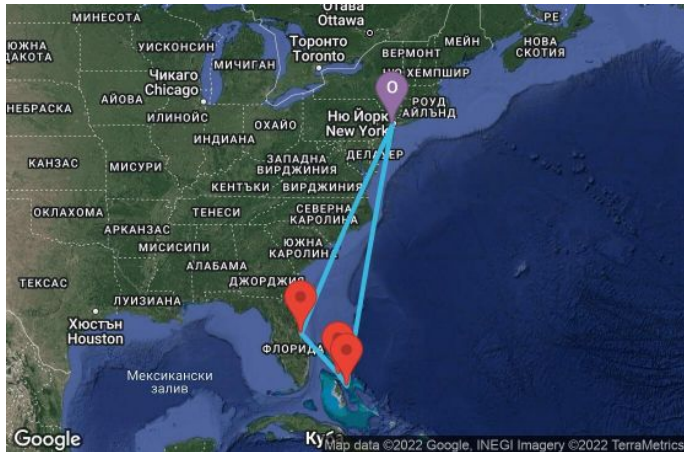 Отава
Ottawa
МИНЕСОТА
РЕ
ЮЖНА
ДАКОТА
УИСКОНСИН
МИЧИГАН
Торонто
Toronto
ВЕРМОНТ
МЕЙН
НОВА
СКОТИЯ
НЮ ХЕМПШИР
Чикаго
Chicago
O
НЕБРАСКА
АЙОВА
ИЛИНОЙС
ИНДИАНА
ОХАЙО
Ню Йорк
New York
РОУД
АЙЛЪНД
КАНЗАС
МИСУРИ
ЗАПАДНА
ВИРДЖИНИЯ
ДЕЛАУЕР
КЕНТЪКИ
ВИРДЖИНИЯ
ОКЛАХОМА
ТЕНЕСИ
СЕВЕРНА
КАРОЛИНА
АРКАНЗАС
МИСИСИПИ
ЮЖНА
КАРОЛИНА
АЛАБАМА
ДЖОРДЖИЯ
ТЕКСАС
ЛУИЗИАНА
Хюстън
Houston
ФЛОРИДА
Мексикански
залив
Google
Куба
Map data ©2022 Google, INEGI Imagery ©2022 TerraMetrics